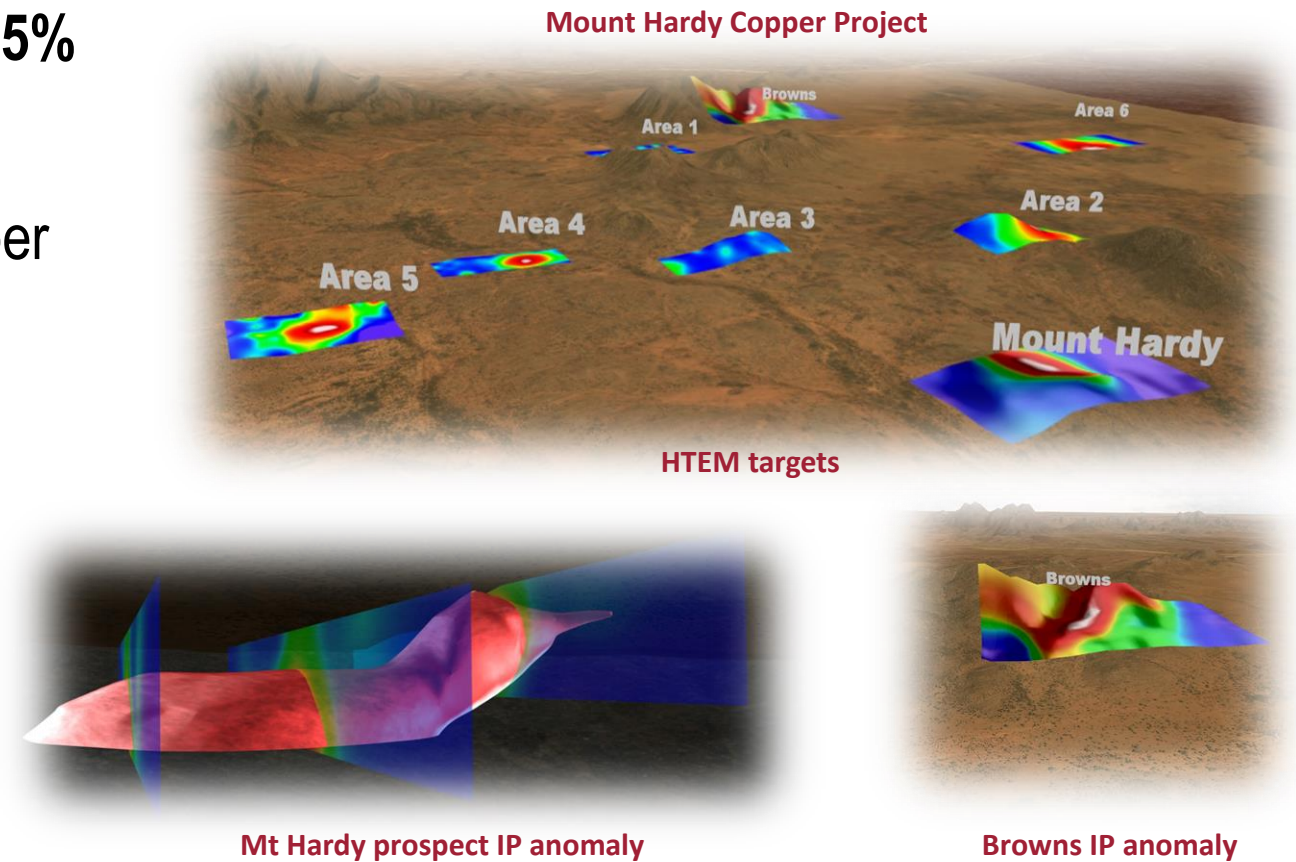 5%
Mount Hardy Copper Project
Browns
Area 6
Area 1
Area 2
Area 3
Area 4
Area 5
Mount Hardy
HTEM targets
Browns
Mt Hardy prospect IP anomaly
Browns IP anomaly